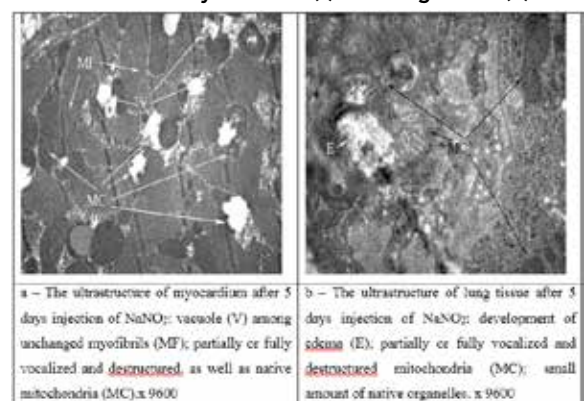 MF
V
MC
E
MC
a – The ultrastructure of myocardium after 5
days injection of NaNO₂: vacuole (V) among
unchanged myofibrils (MF); partially or fully
vocalized and destructured, as well as native
mitochondria (MC).x 9600
b – The ultrastructure of lung tissue after 5
days injection of NaNO₂: development of
edema (E); partially or fully vocalized and
destructured mitochondria (MC); small
amount of native organelles. x 9600